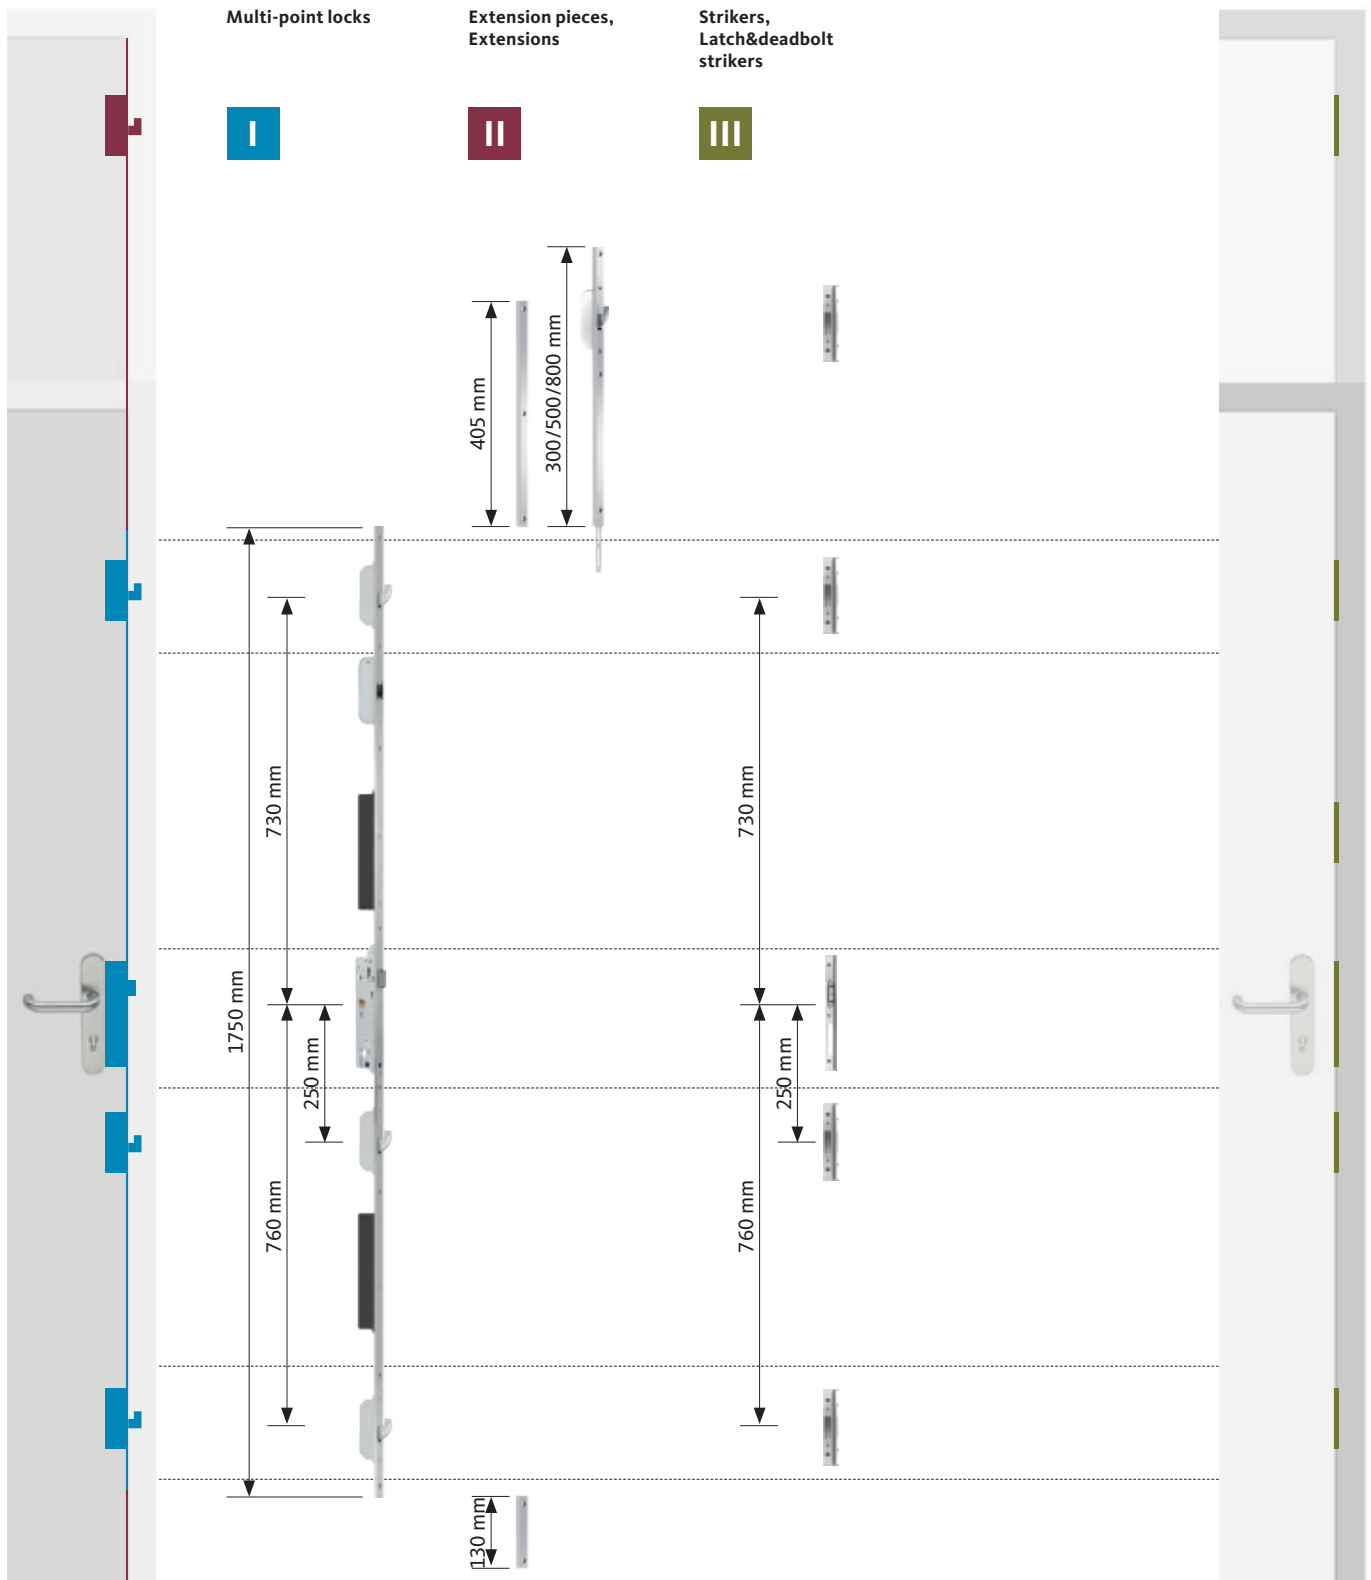 Multi-point locks
Extension pieces,
Extensions
Strikers,
Latch&deadbolt
strikers
I
II
III
405 mm
300/500/800 mm
1750 mm
730 mm
760 mm
250 mm
730 mm
760 mm
250 mm
130 mm